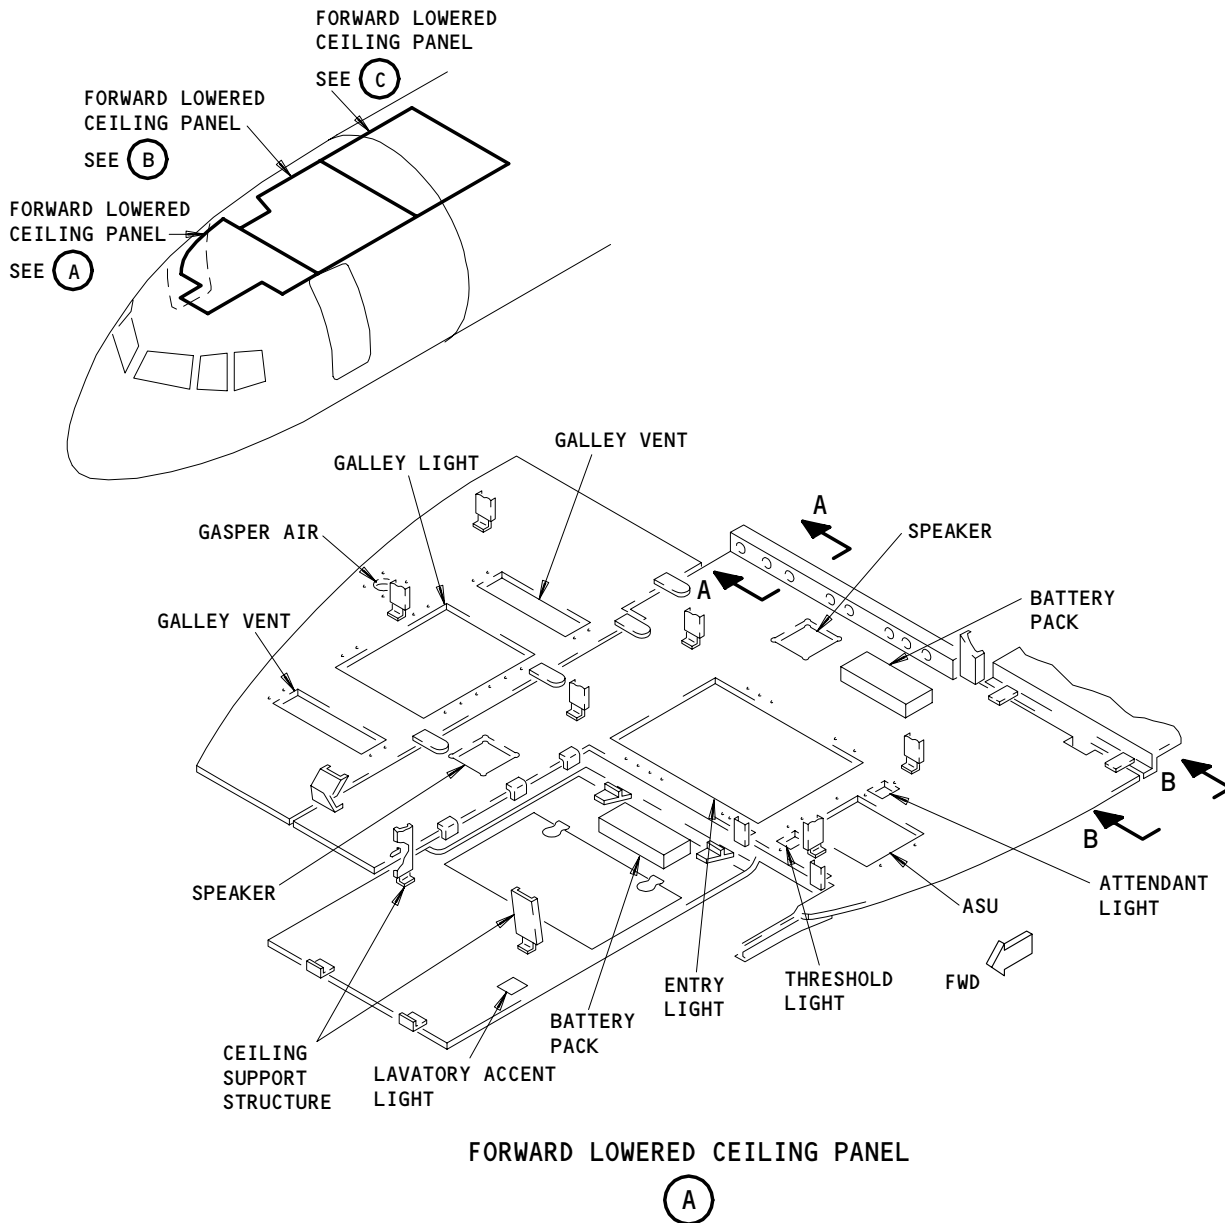 FORWARD LOWERED
CEILING PANEL
SEE C
FORWARD LOWERED
CEILING PANEL
SEE B
FORWARD LOWERED
CEILING PANEL
SEE A
GALLEY VENT
GALLEY LIGHT
GASPER AIR
GALLEY VENT
A
A
SPEAKER
BATTERY
PACK
B
B
SPEAKER
ATTENDANT
LIGHT
ASU
FWD
THRESHOLD
LIGHT
ENTRY
LIGHT
BATTERY
PACK
CEILING
SUPPORT
STRUCTURE
LAVATORY ACCENT
LIGHT
FORWARD LOWERED CEILING PANEL
A